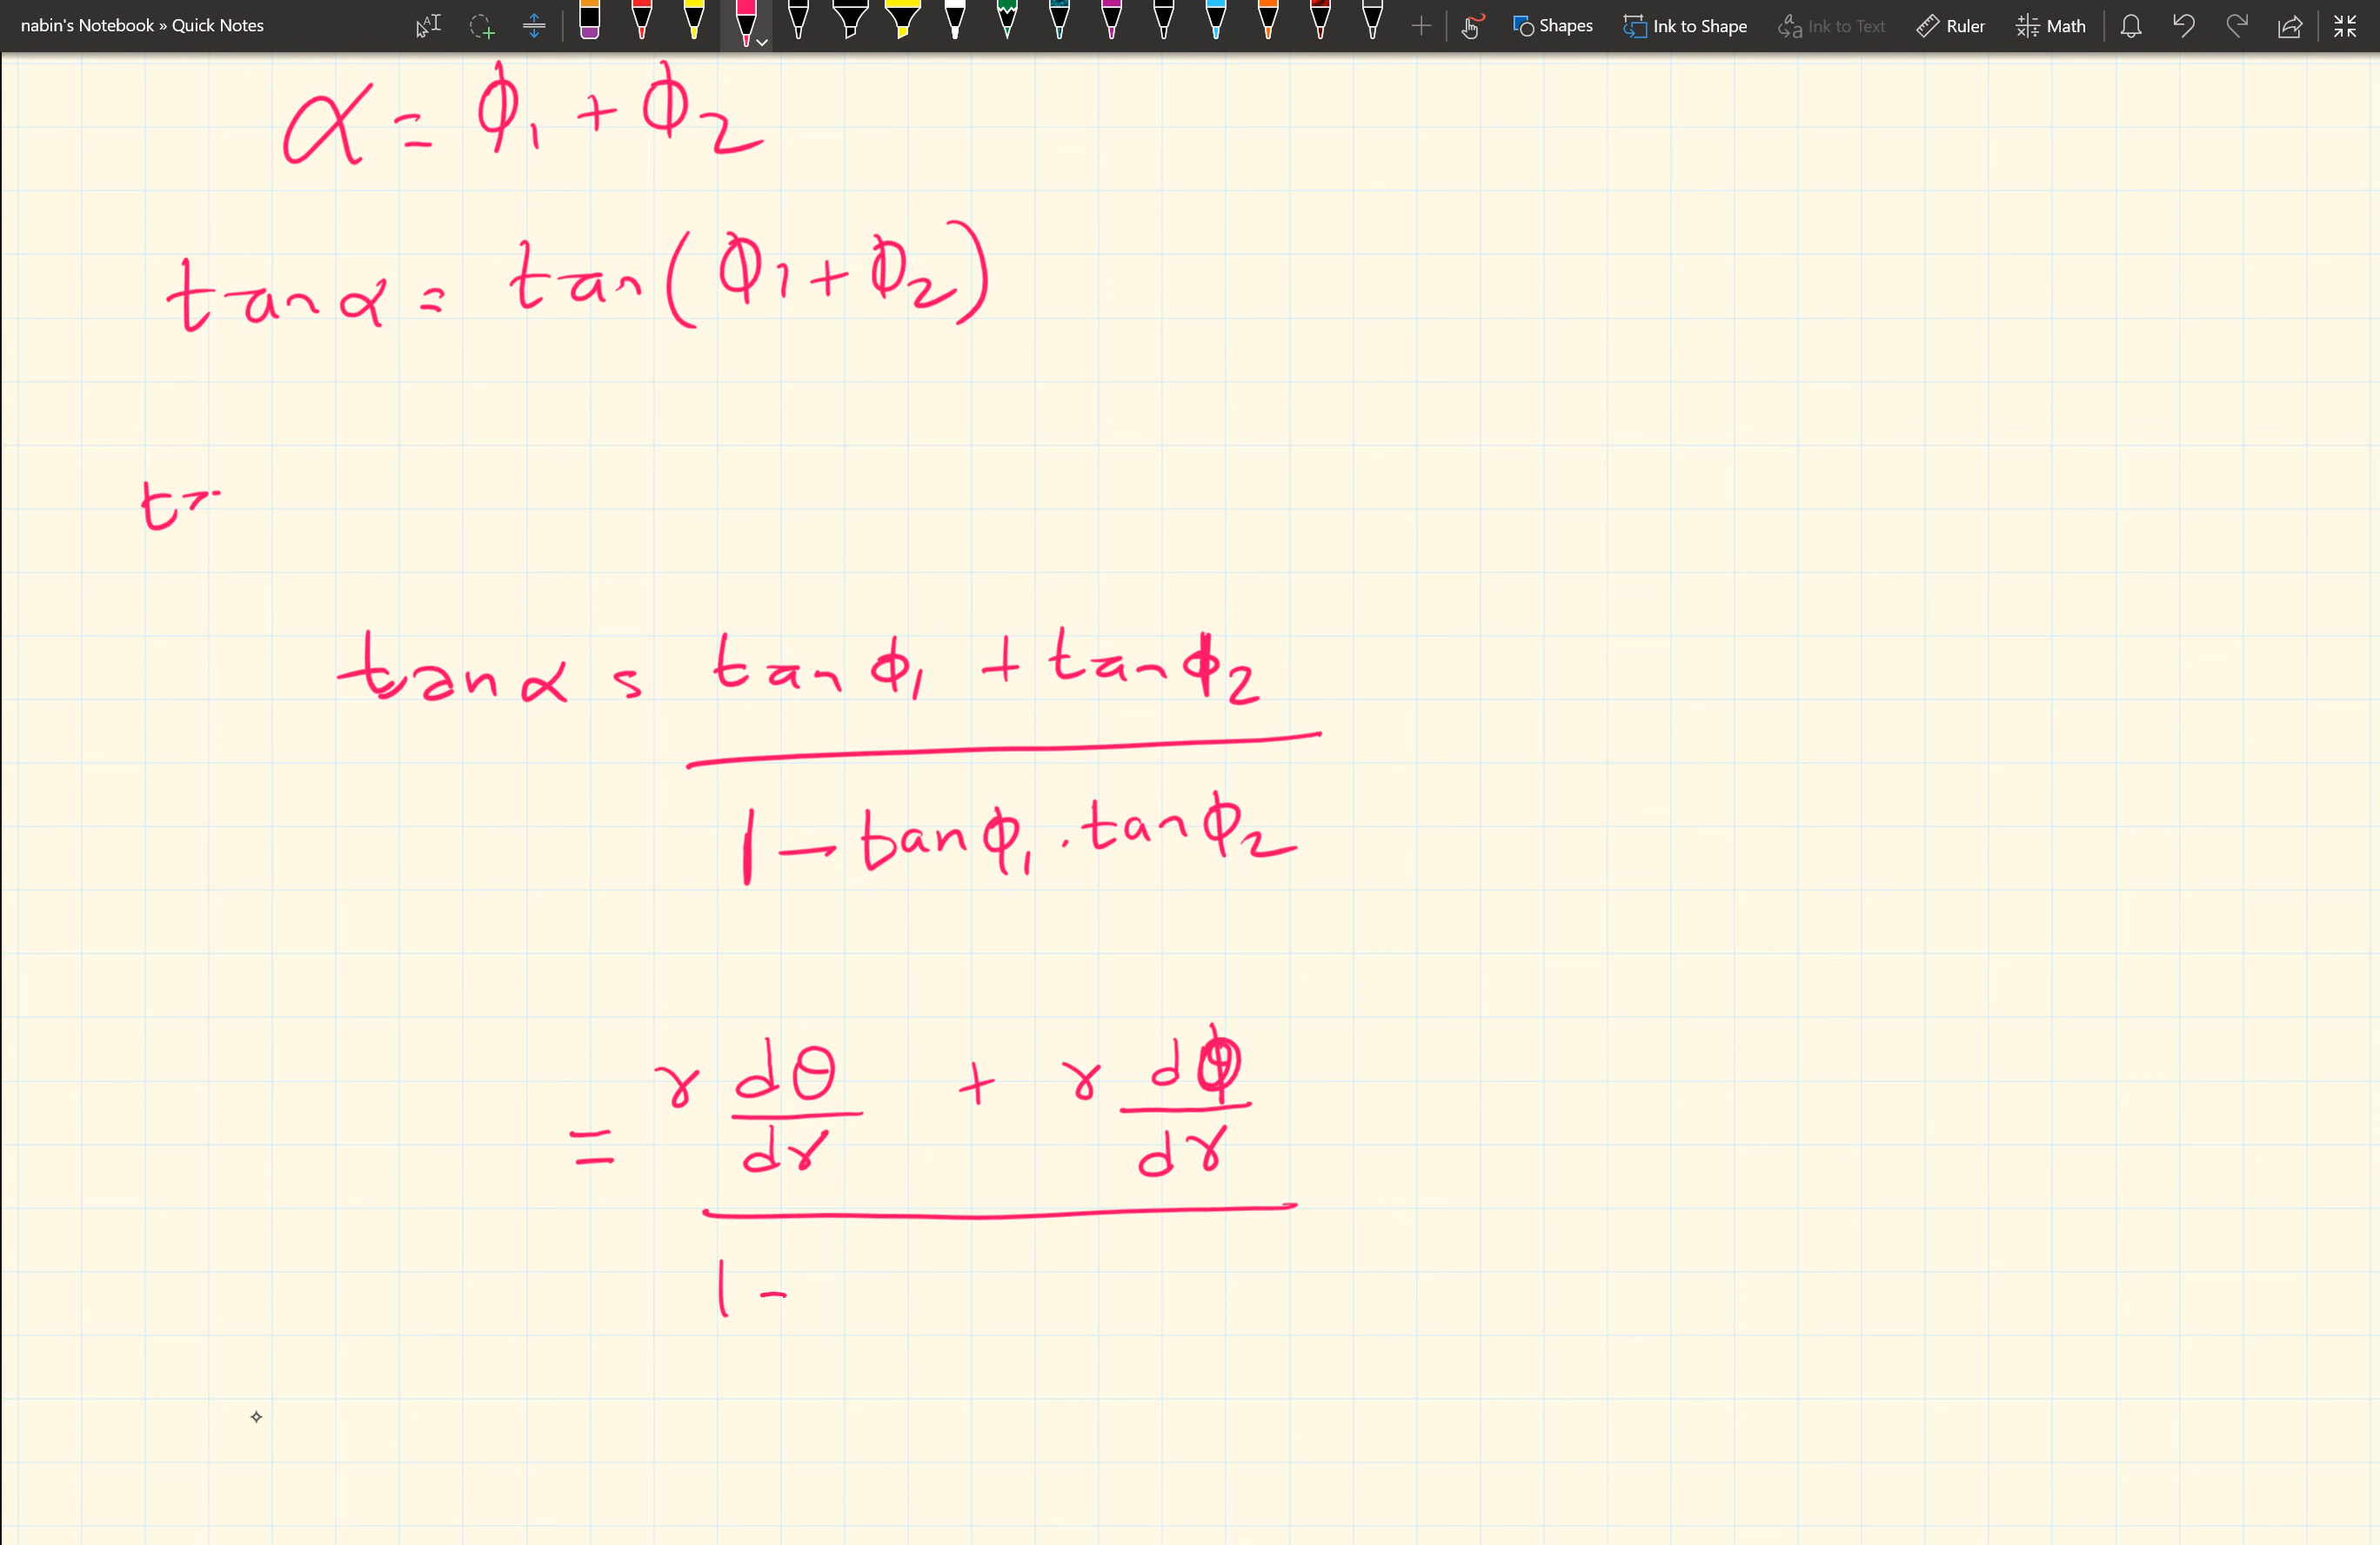 nabin's Notebook » Quick Notes Shapes Ink to Shape Ink to Text Ruler Math
α = ϕ₁ + ϕ₂
tan α = tan(ϕ₁ + ϕ₂)
tan α = tan ϕ₁ + tan ϕ₂
1 - tan ϕ₁ . tan ϕ₂
= r dθ/dr + r dϕ/dr
1 -